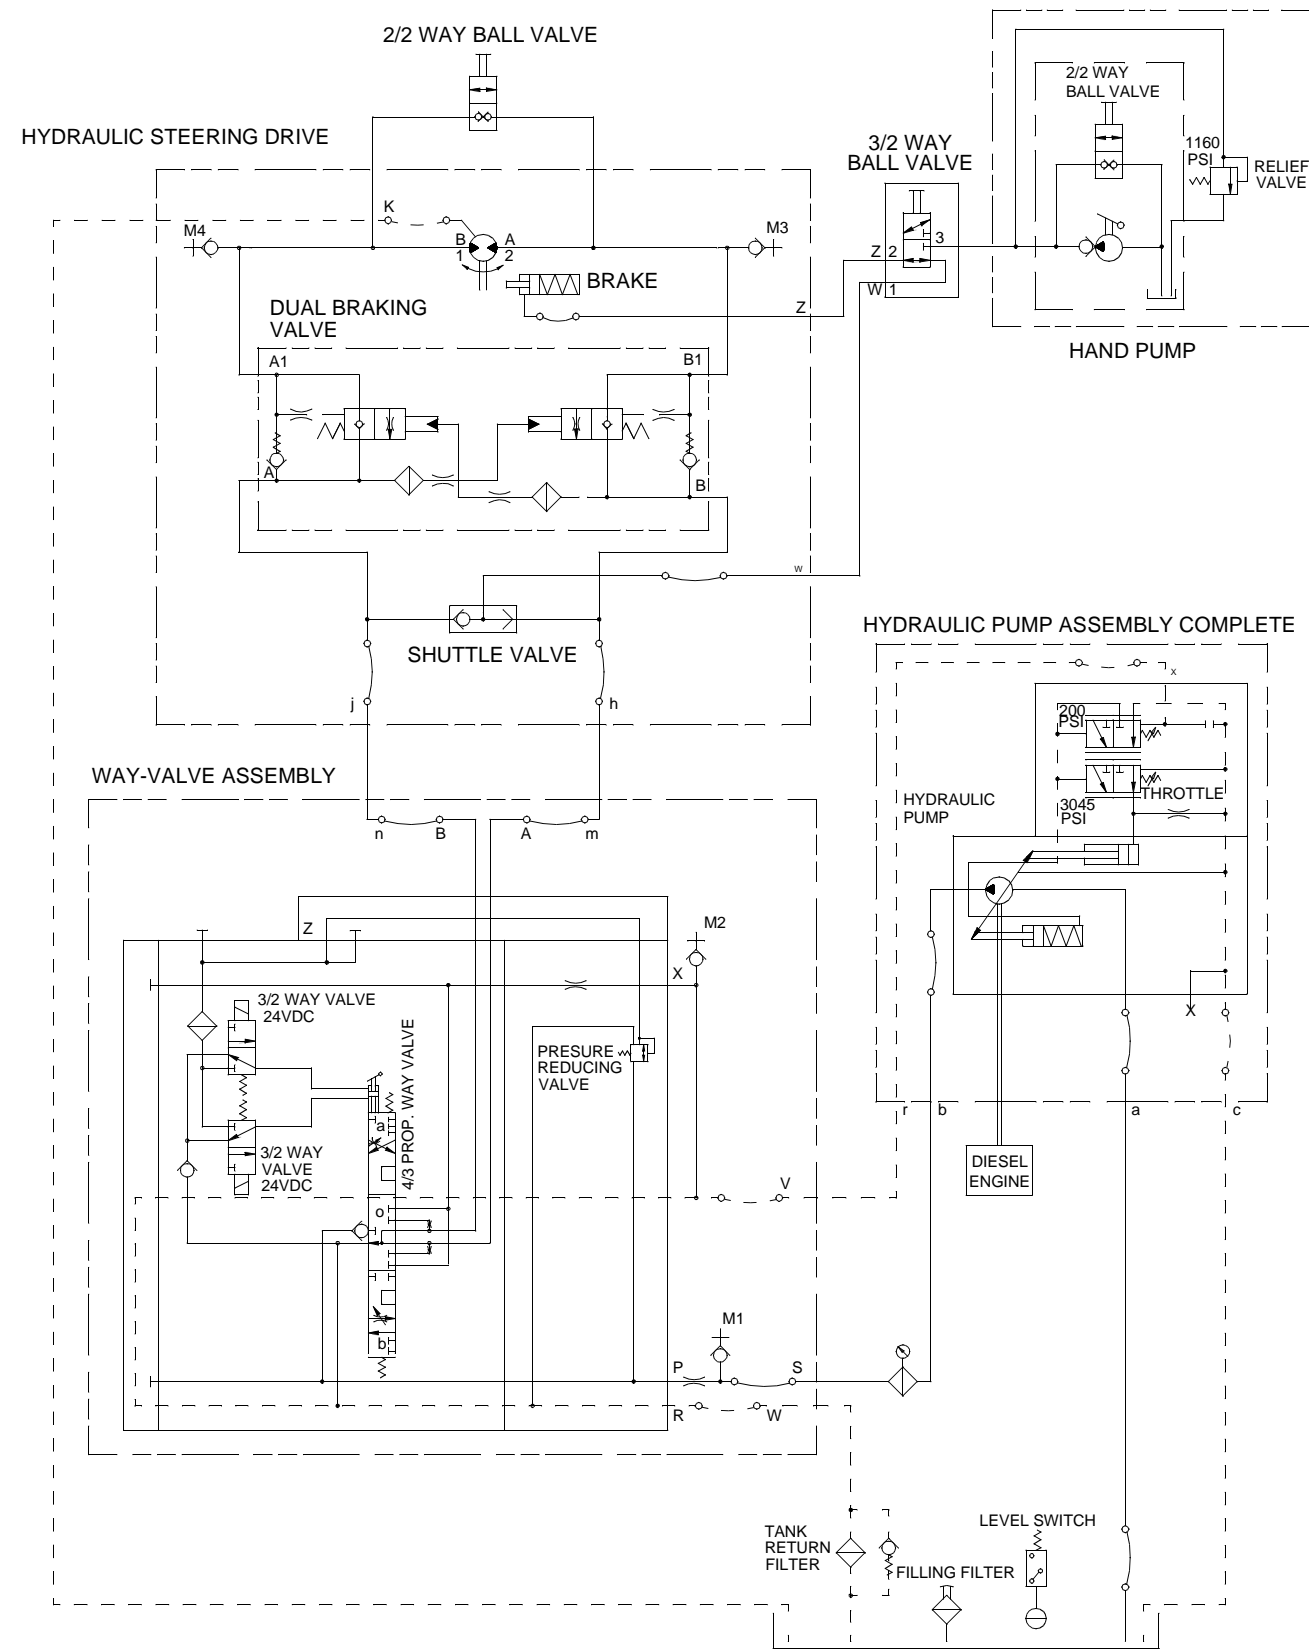 2/2 WAY BALL VALVE
HYDRAULIC STEERING DRIVE
2/2 WAY
BALL VALVE
1160
PSI
RELIEF
VALVE
3/2 WAY
BALL VALVE
K
M4
B
1
A
2
M3
BRAKE
3
Z 2
W 1
Z
HAND PUMP
DUAL BRAKING
VALVE
A1
B1
A
B
w
SHUTTLE VALVE
j
h
HYDRAULIC PUMP ASSEMBLY COMPLETE
x
200
PSI
3045
PSI
THROTTLE
HYDRAULIC
PUMP
X
r
b
a
c
DIESEL
ENGINE
WAY-VALVE ASSEMBLY
n
B
A
m
Z
M2
X
3/2 WAY VALVE
24VDC
3/2 WAY
VALVE
24VDC
4/3 PROP. WAY VALVE
a
o
b
PRESURE
REDUCING
VALVE
V
M1
P
S
R
W
TANK
RETURN
FILTER
FILLING FILTER
LEVEL SWITCH